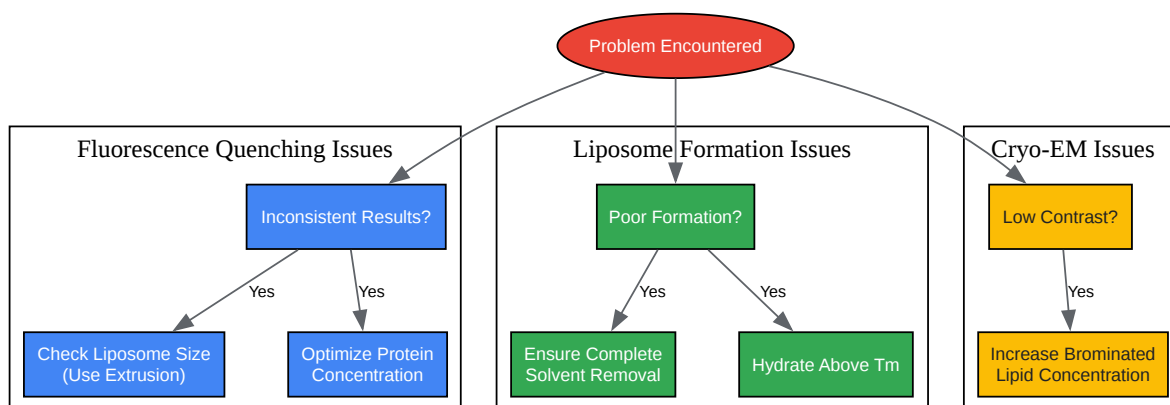 Problem Encountered
Fluorescence Quenching Issues
Liposome Formation Issues
Cryo-EM Issues
Inconsistent Results?
Poor Formation?
Low Contrast?
Yes
Yes
Yes
Yes
Yes
Check Liposome Size
(Use Extrusion)
Optimize Protein
Concentration
Ensure Complete
Solvent Removal
Hydrate Above Tm
Increase Brominated
Lipid Concentration